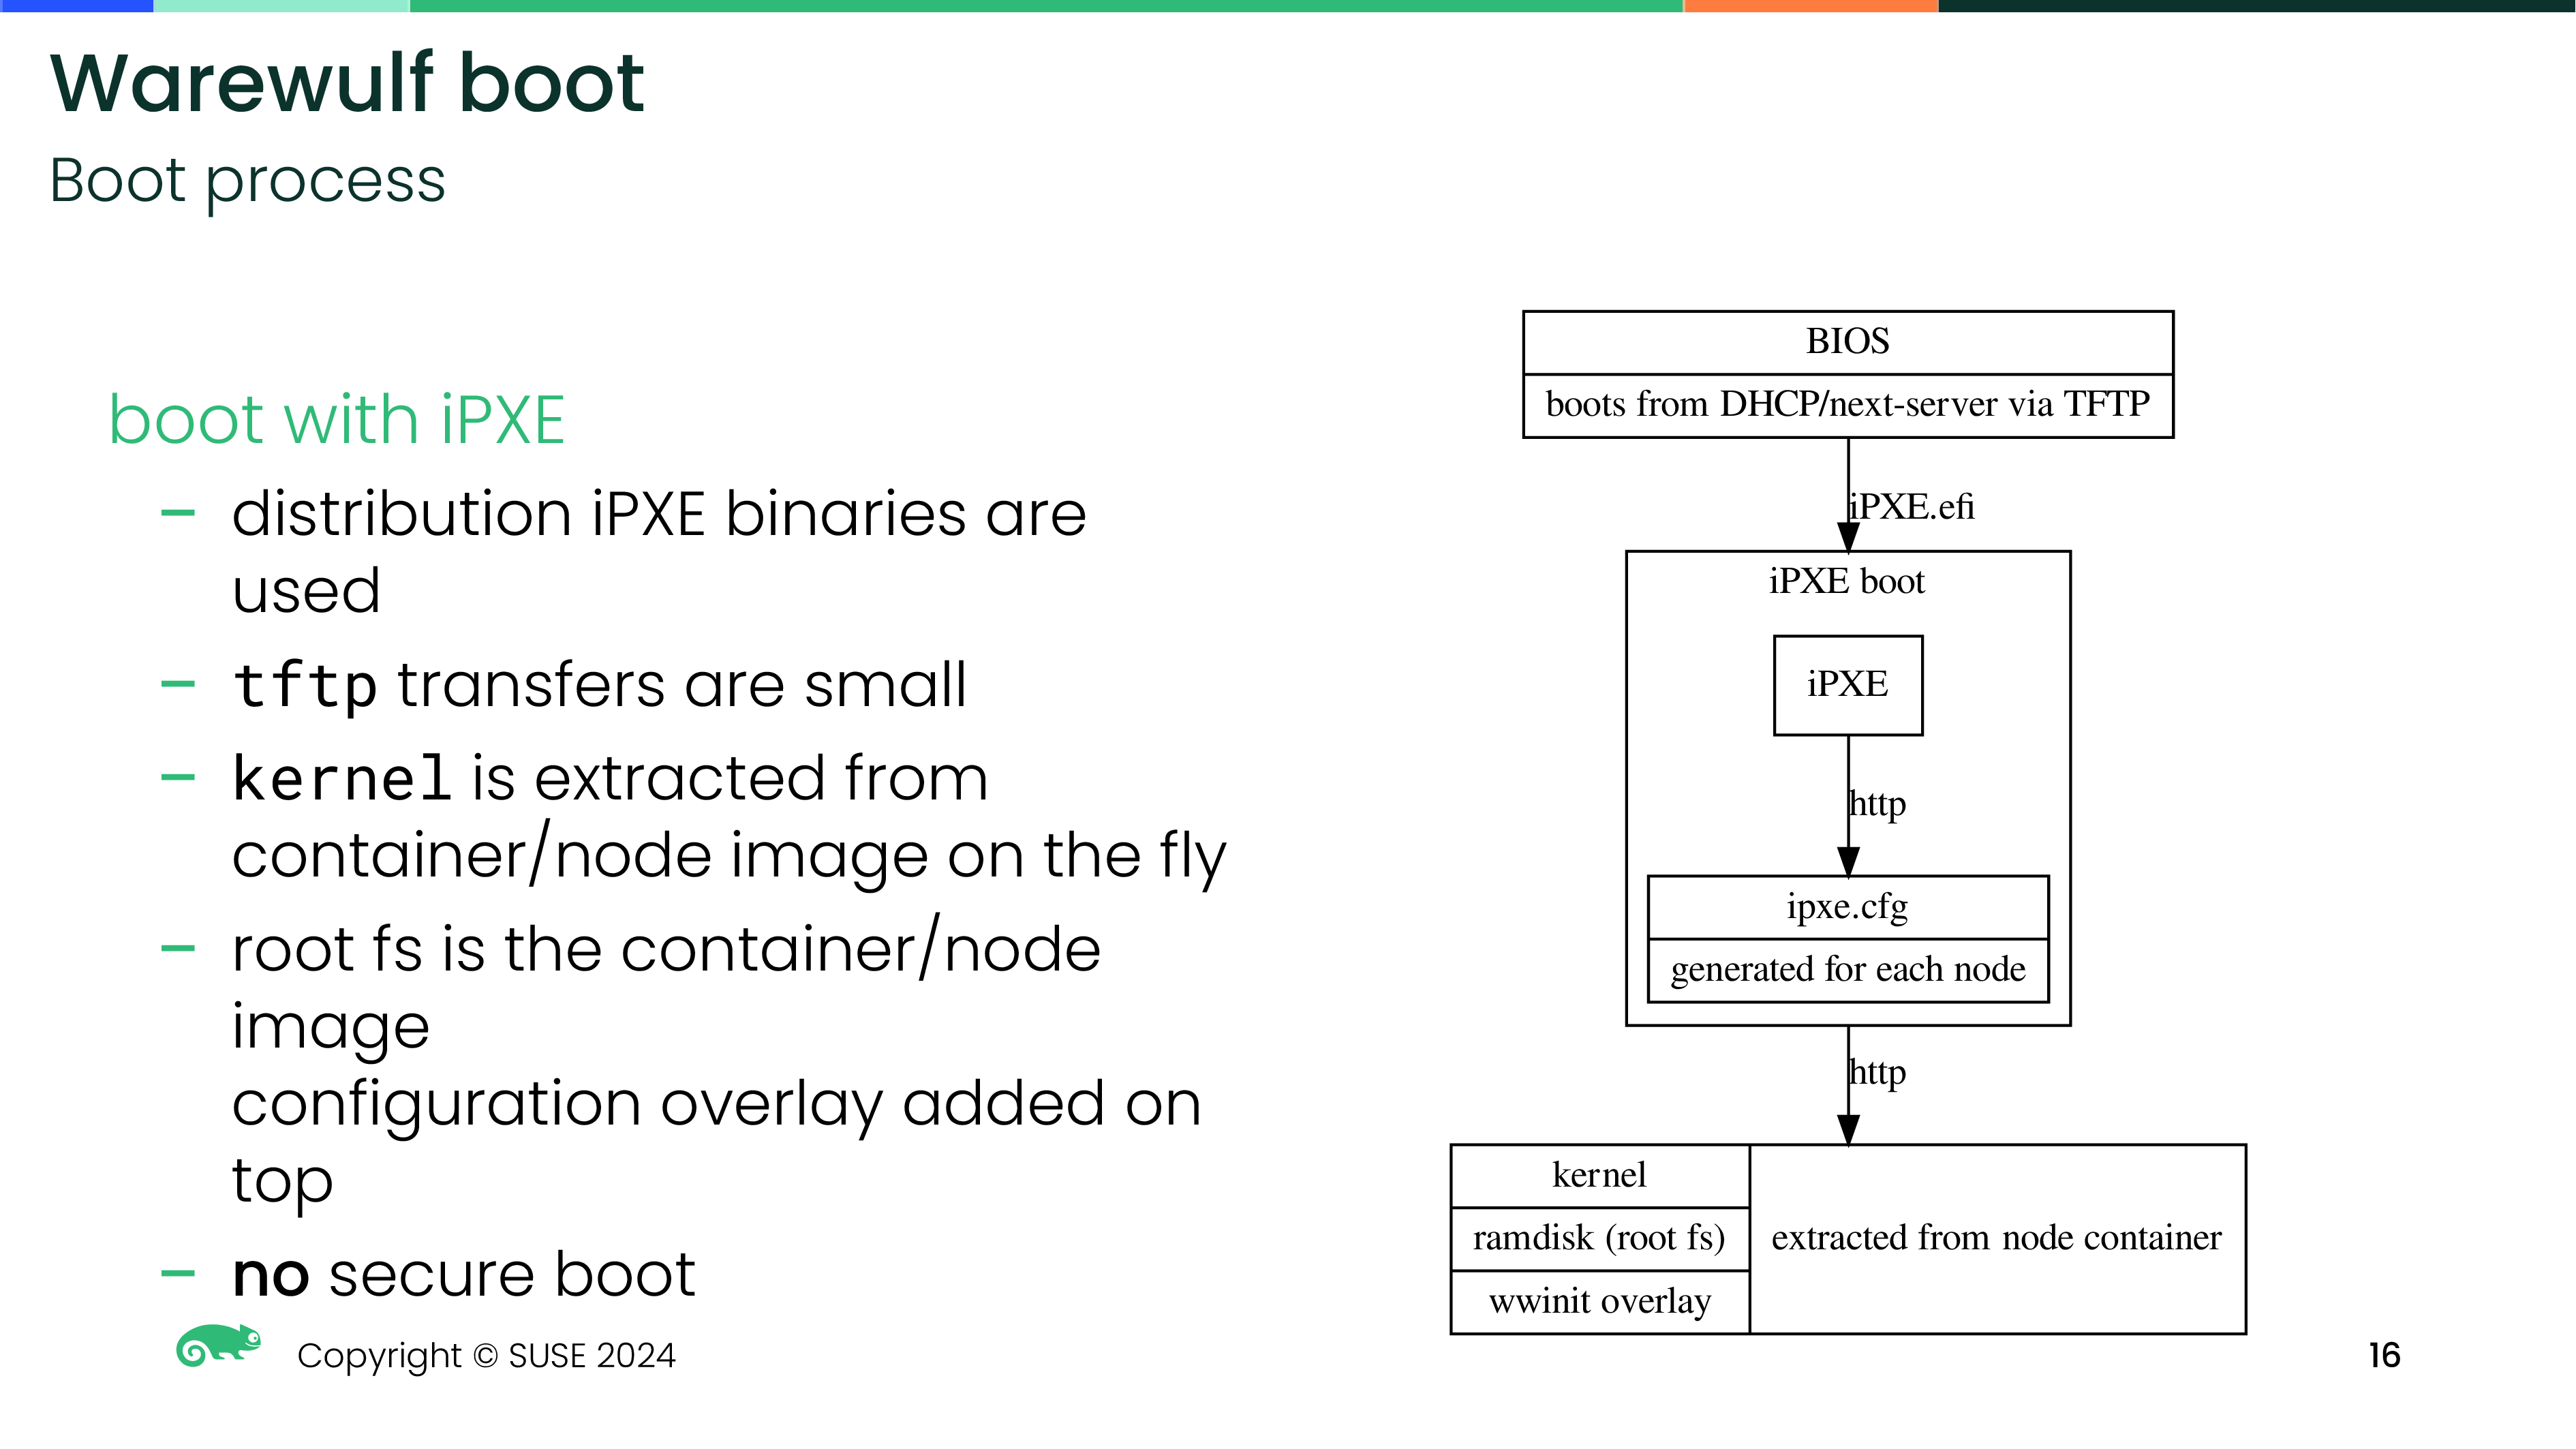 Warewulf boot
Boot process
boot with iPXE
– distribution iPXE binaries are
used
– tftp transfers are small
– kernel is extracted from
container/node image on the fly
– root fs is the container/node
image
configuration overlay added on
top
– no secure boot
BIOS
boots from DHCP/next-server via TFTP
iPXE.efi
iPXE boot
iPXE
http
ipxe.cfg
generated for each node
http
kernel
ramdisk (root fs)
wwinit overlay
extracted from node container
Copyright © SUSE 2024
16